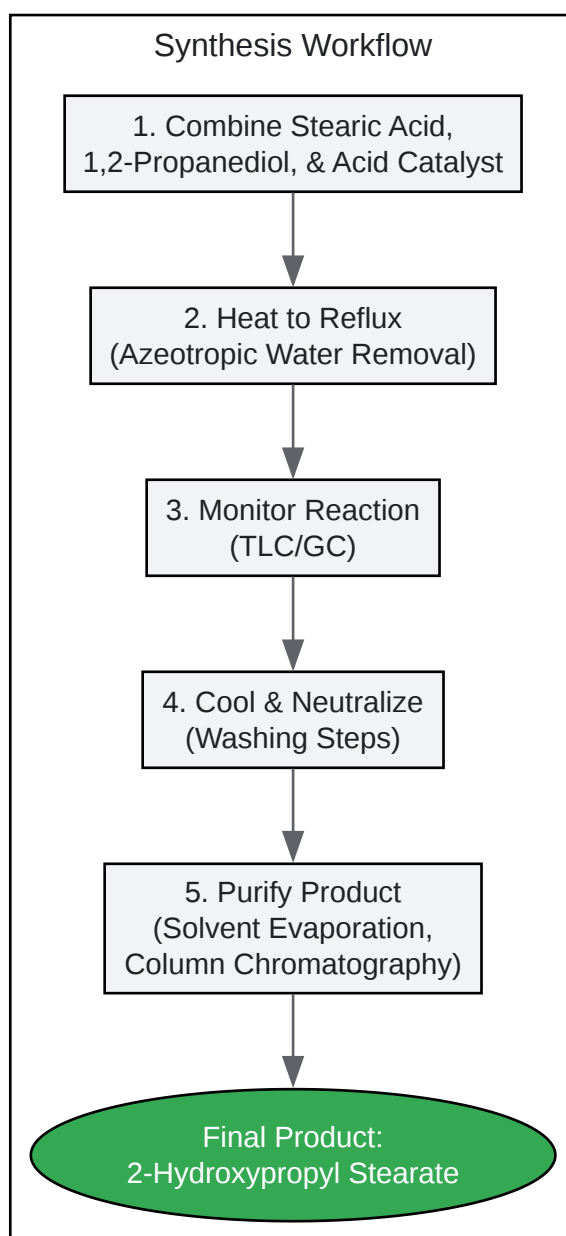 Synthesis Workflow
1. Combine Stearic Acid,
1,2-Propanediol, & Acid Catalyst
2. Heat to Reflux
(Azeotropic Water Removal)
3. Monitor Reaction
(TLC/GC)
4. Cool & Neutralize
(Washing Steps)
5. Purify Product
(Solvent Evaporation,
Column Chromatography)
Final Product:
2-Hydroxypropyl Stearate